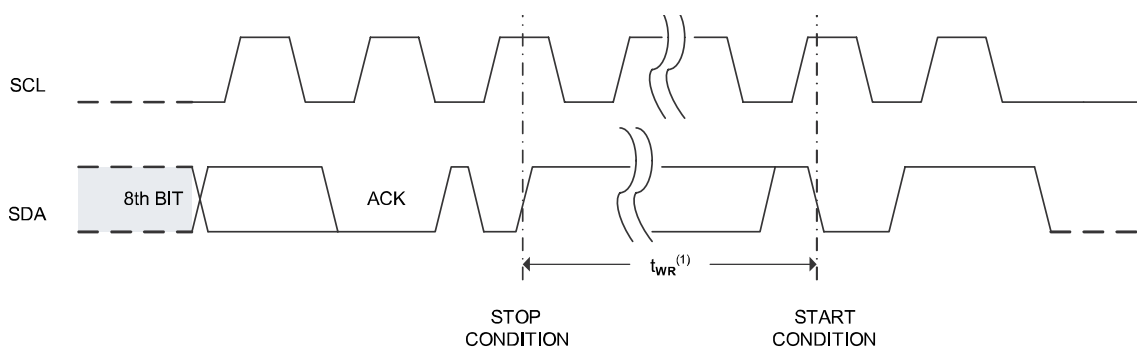 SCL
8th BIT
ACK
SDA
tWR(1)
STOP
CONDITION
START
CONDITION